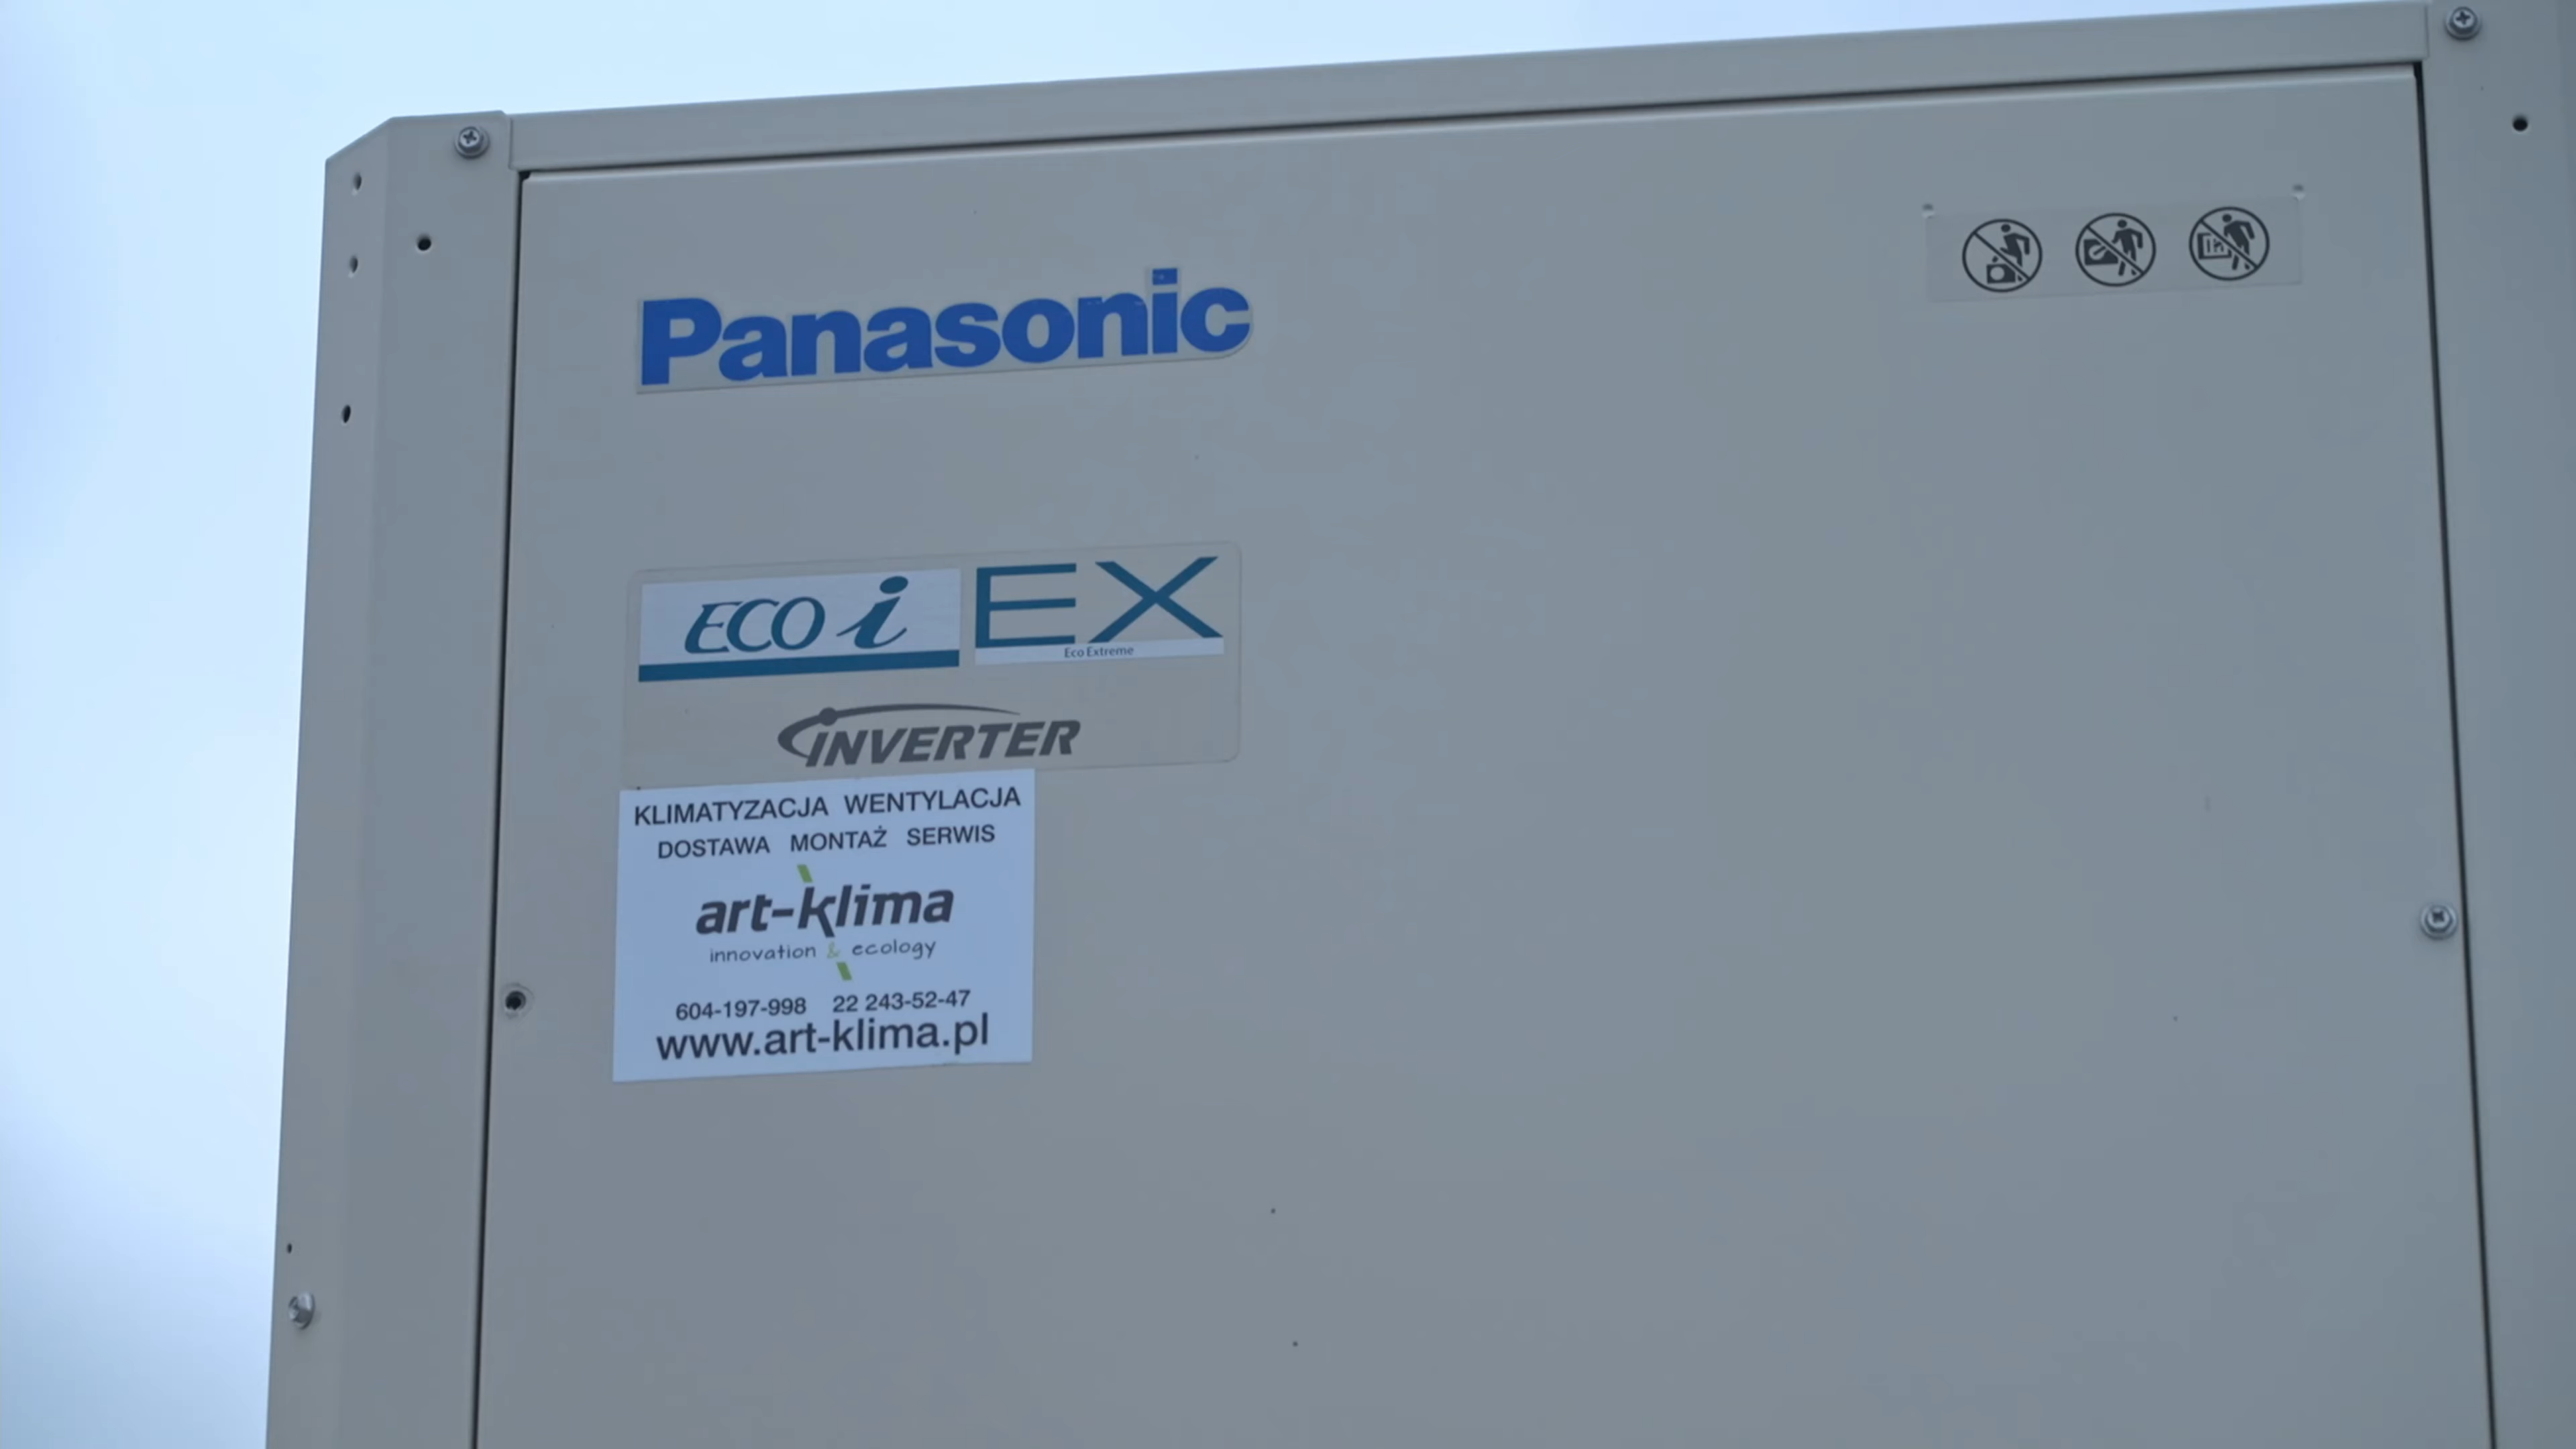 Panasonic
ECO i EX
Eco Extreme
INVERTER
KLIMATYZACJA WENTYLACJA
DOSTAWA MONTAŻ SERWIS
art-klima
innovation & ecology
604-197-998 22 243-52-47
www.art-klima.pl